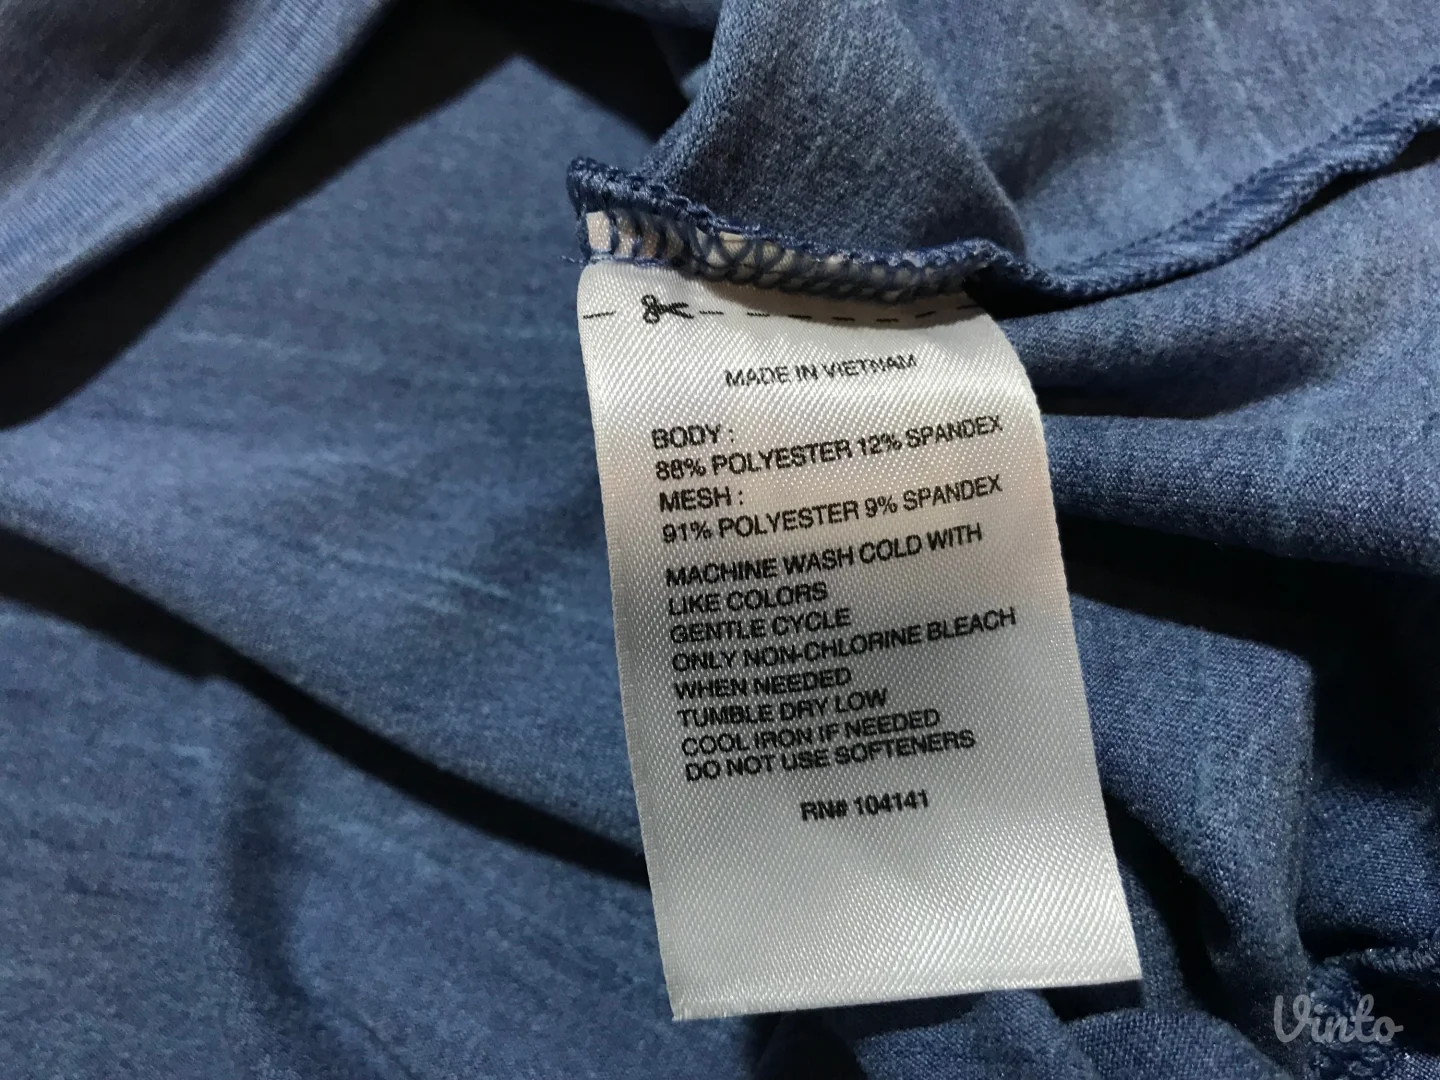 MADE IN VIETNAM
BODY :
88% POLYESTER 12% SPANDEX
MESH :
91% POLYESTER 9% SPANDEX
MACHINE WASH COLD WITH
LIKE COLORS
GENTLE CYCLE
ONLY NON-CHLORINE BLEACH
WHEN NEEDED
TUMBLE DRY LOW
COOL IRON IF NEEDED
DO NOT USE SOFTENERS
RN# 104141
Vinto